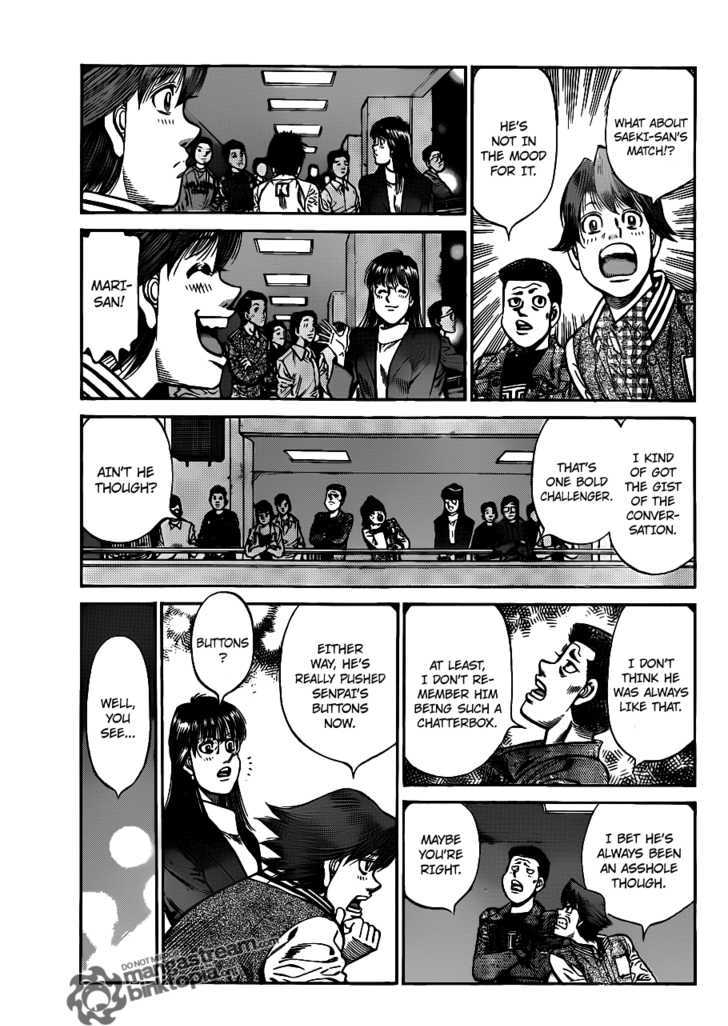 WHAT ABOUT
SAEKI-SAN'S
MATCH!?
HE'S
NOT IN
THE MOOD
FOR IT.
MARI-
SAN!
I KIND
OF GOT
THE GIST
OF THE
CONVER-
SATION.
THAT'S
ONE BOLD
CHALLENGER.
AIN'T HE
THOUGH?
I DON'T
THINK HE
WAS ALWAYS
LIKE THAT.
AT LEAST,
I DON'T RE-
MEMBER HIM
BEING SUCH A
CHATTERBOX.
I BET HE'S
ALWAYS BEEN
AN ASSHOLE
THOUGH.
MAYBE
YOU'RE
RIGHT.
EITHER
WAY, HE'S
REALLY PUSHED
SENPAI'S
BUTTONS
NOW.
BUTTONS
?
WELL,
YOU
SEE...
mangastream.com